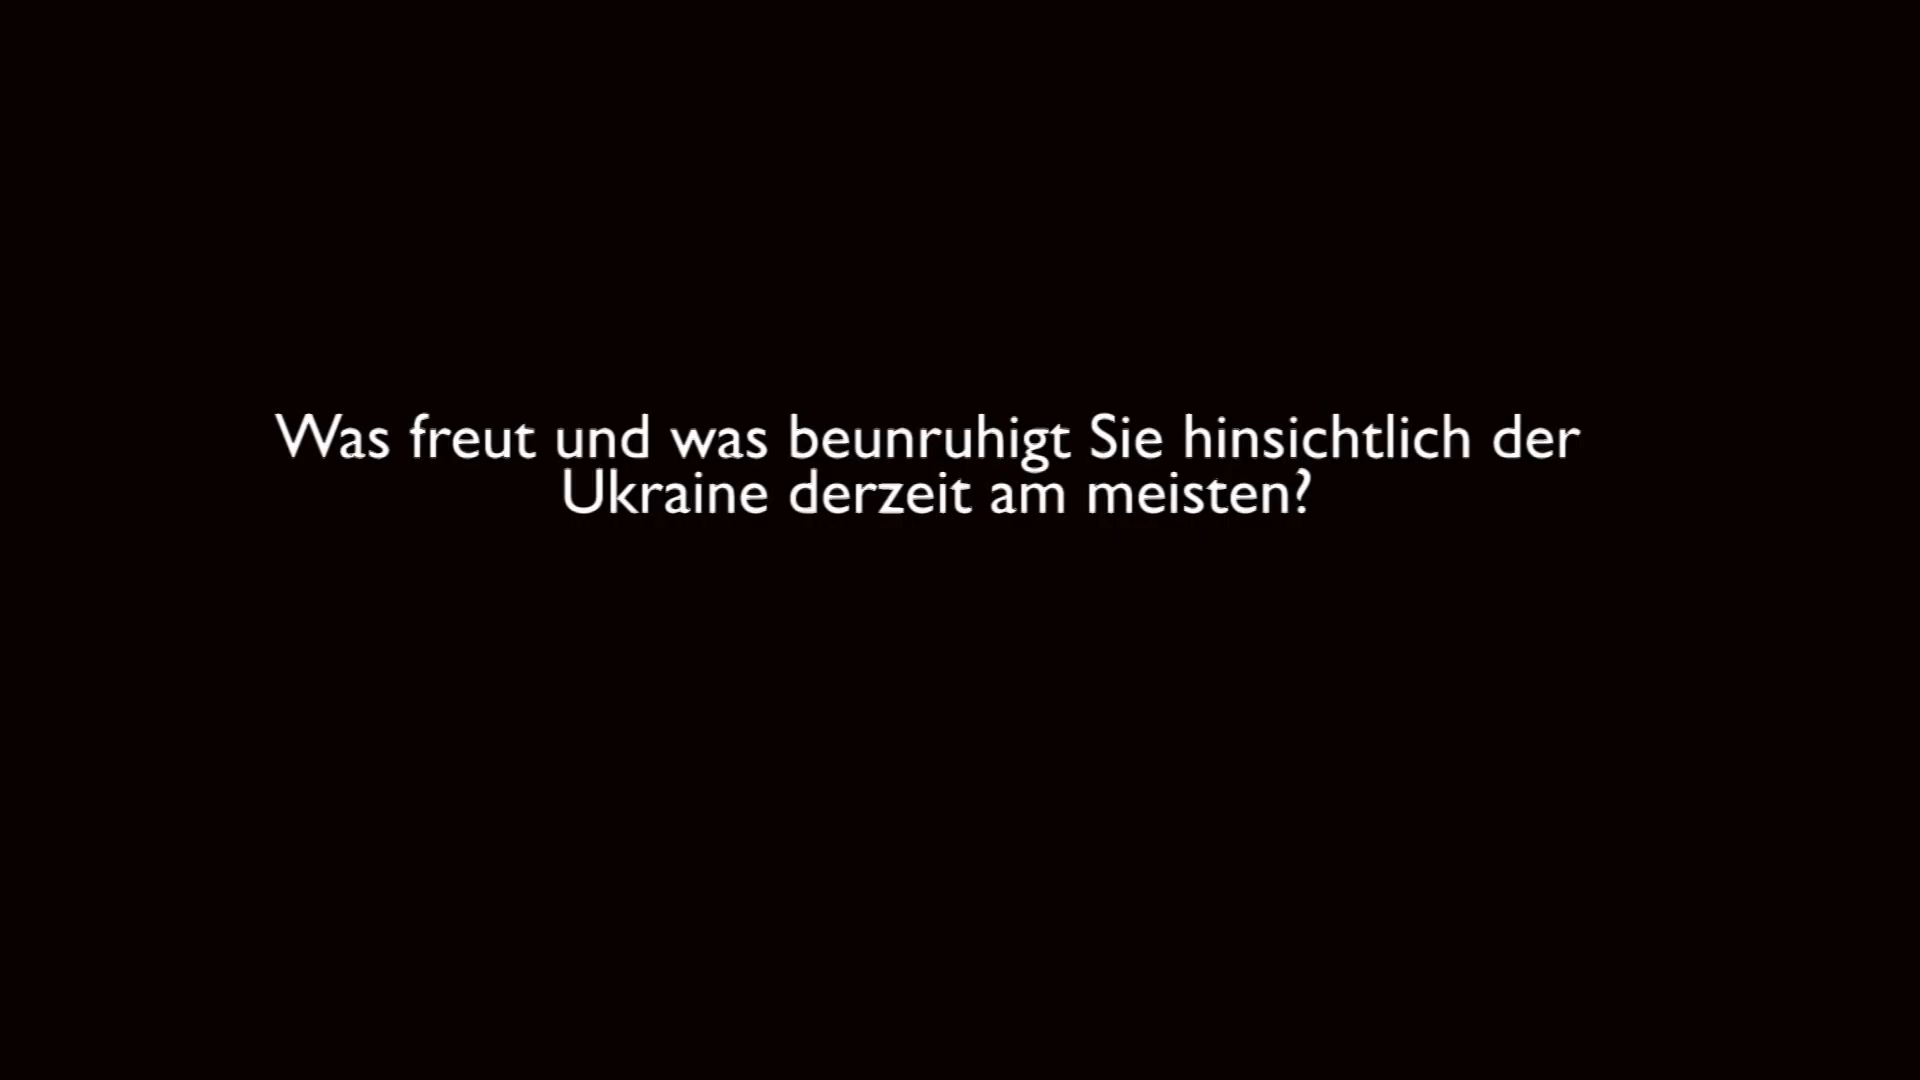 Was freut und was beunruhigt Sie hinsichtlich der
Ukraine derzeit am meisten?